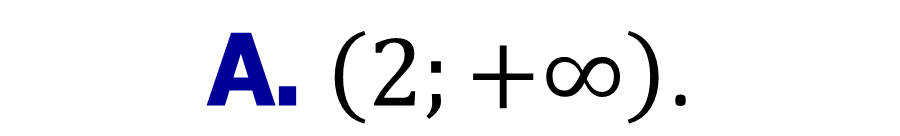 A. (2; +∞).